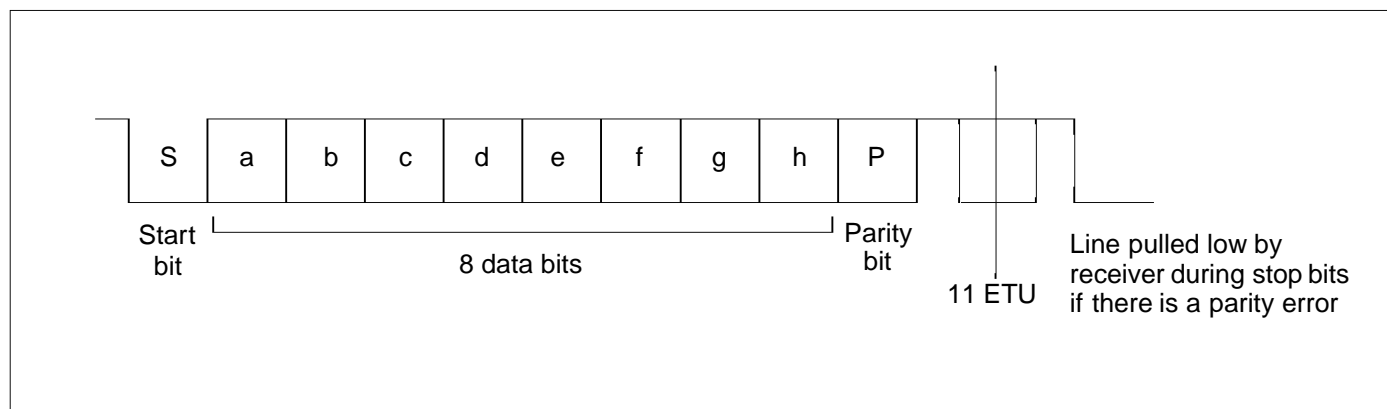 S a b c d e f g h P
Start
bit
8 data bits
Parity
bit
11 ETU
Line pulled low by
receiver during stop bits
if there is a parity error